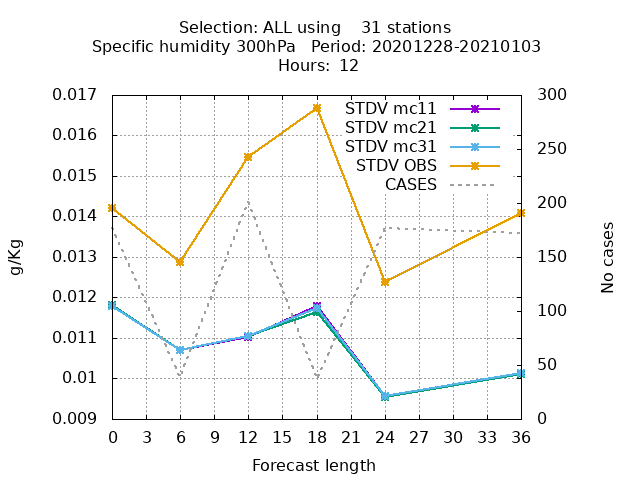 Selection: ALL using    31 stations
Specific humidity 300hPa   Period: 20201228-20210103
Hours:  12
0.017
0.016
0.015
0.014
0.013
0.012
0.011
0.01
0.009
g/Kg
STDV mc11
STDV mc21
STDV mc31
STDV OBS
CASES
300
250
200
150
100
50
0
No cases
0 3 6 9 12 15 18 21 24 27 30 33 36
Forecast length